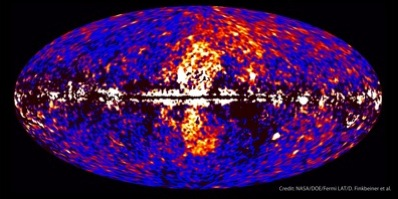 Credit: NASA/DOE/Fermi LAT/D. Finkbeiner et al.